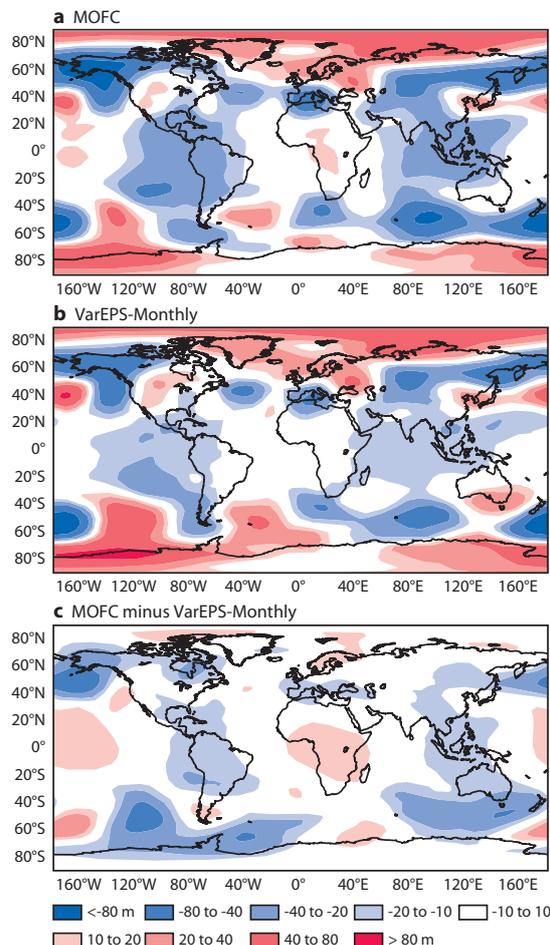 a MOFC
80°N
60°N
40°N
20°N
0°
20°S
40°S
60°S
80°S
160°W 120°W 80°W 40°W 0° 40°E 80°E 120°E 160°E
b VarEPS-Monthly
80°N
60°N
40°N
20°N
0°
20°S
40°S
60°S
80°S
160°W 120°W 80°W 40°W 0° 40°E 80°E 120°E 160°E
c MOFC minus VarEPS-Monthly
80°N
60°N
40°N
20°N
0°
20°S
40°S
60°S
80°S
160°W 120°W 80°W 40°W 0° 40°E 80°E 120°E 160°E
<-80 m -80 to -40 -40 to -20 -20 to -10 -10 to 10
10 to 20 20 to 40 40 to 80 > 80 m